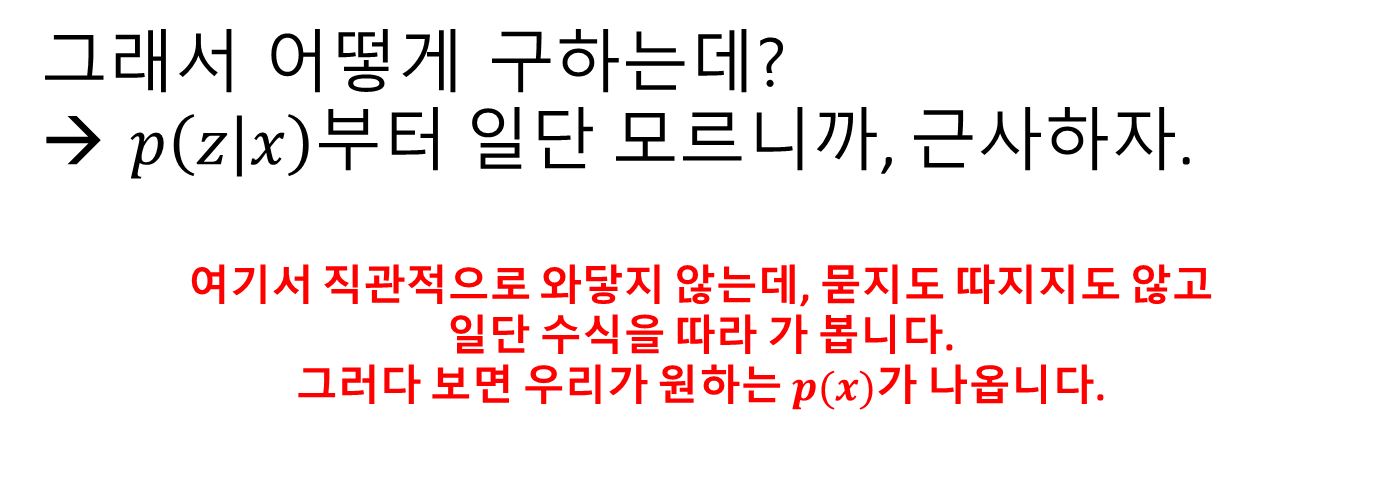 그래서 어떻게 구하는데?
→ p(z|x)부터 일단 모르니까, 근사하자.
여기서 직관적으로 와닿지 않는데, 묻지도 따지지도 않고
일단 수식을 따라 가 봅니다.
그러다 보면 우리가 원하는 p(x)가 나옵니다.